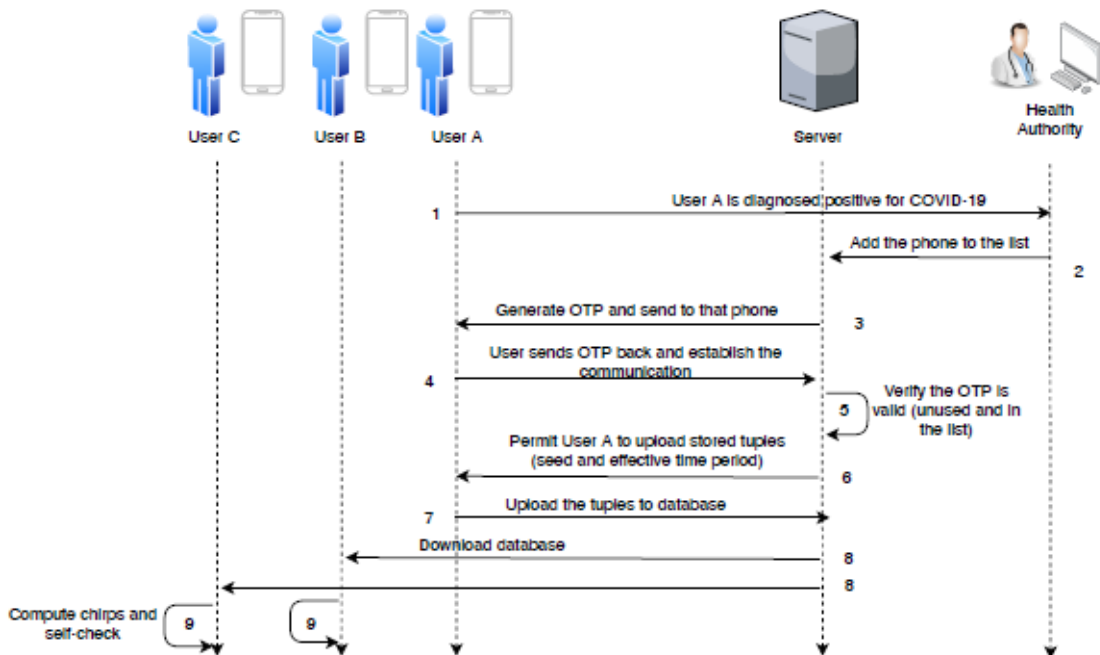 User C
User B
User A
Server
Health
Authority
1
User A is diagnosed positive for COVID-19
Add the phone to the list
2
Generate OTP and send to that phone
3
User sends OTP back and establish the
communication
4
5
Verify the OTP is
valid (unused and in
the list)
Permit User A to upload stored tuples
(seed and effective time period)
6
7
Upload the tuples to database
Download database
8
8
Compute chirps and
self-check
9
9